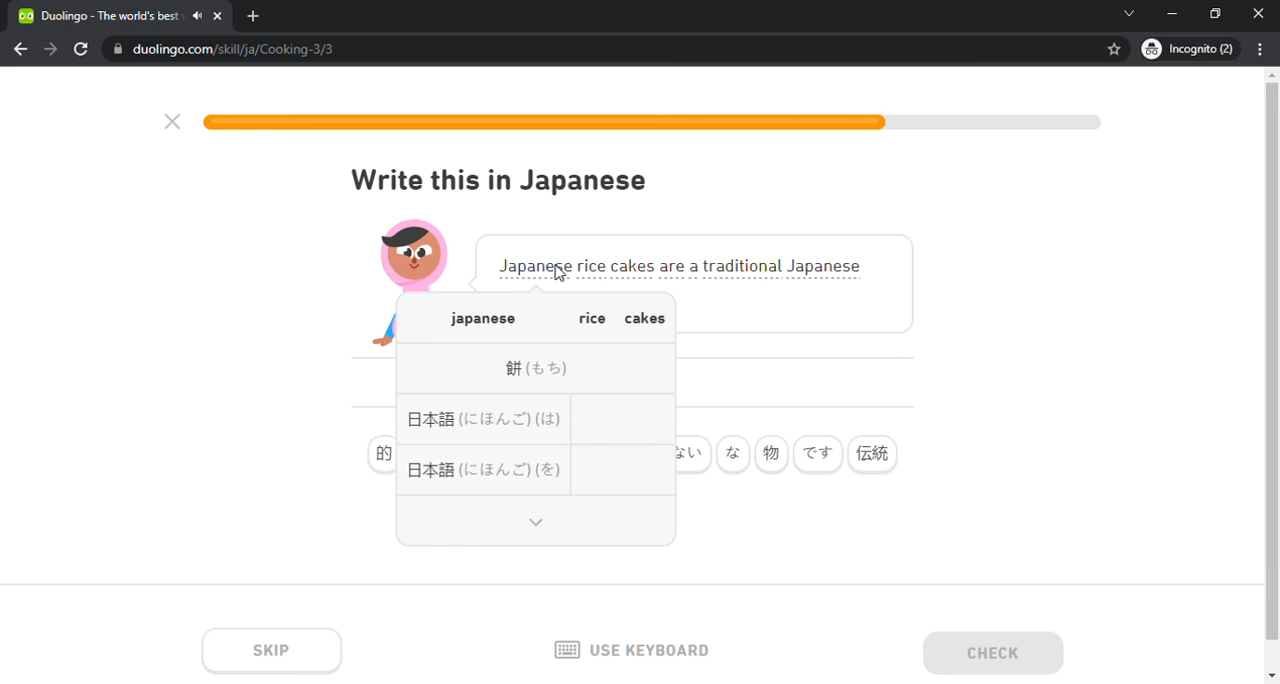 Duolingo - The world's best
duolingo.com/skill/ja/Cooking-3/3
Incognito (2)
Write this in Japanese
Japanese rice cakes are a traditional Japanese
japanese rice cakes
餅 (もち)
日本語 (にほんご) (は)
日本語 (にほんご) (を)
的 ない な 物 です 伝統
SKIP
USE KEYBOARD
CHECK